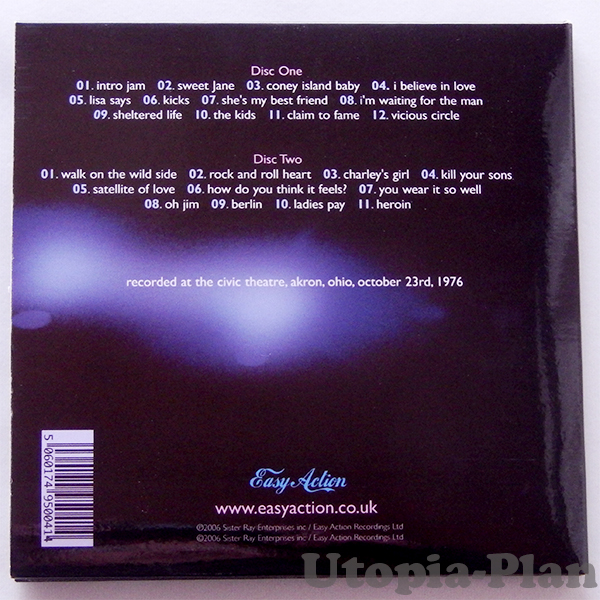 Disc One
01. intro jam 02. sweet Jane 03. coney island baby 04. i believe in love
05. lisa says 06. kicks 07. she's my best friend 08. i'm waiting for the man
09. sheltered life 10. the kids 11. claim to fame 12. vicious circle
Disc Two
01. walk on the wild side 02. rock and roll heart 03. charley's girl 04. kill your sons
05. satellite of love 06. how do you think it feels? 07. you wear it so well
08. oh jim 09. berlin 10. ladies pay 11. heroin
recorded at the civic theatre, akron, ohio, october 23rd, 1976
5 060174 950041
Easy Action
www.easyaction.co.uk
©2006 Sister Ray Enterprises inc / Easy Action Recordings Ltd
©2006 Sister Ray Enterprises inc / Easy Action Recordings Ltd
Utopia-Plan